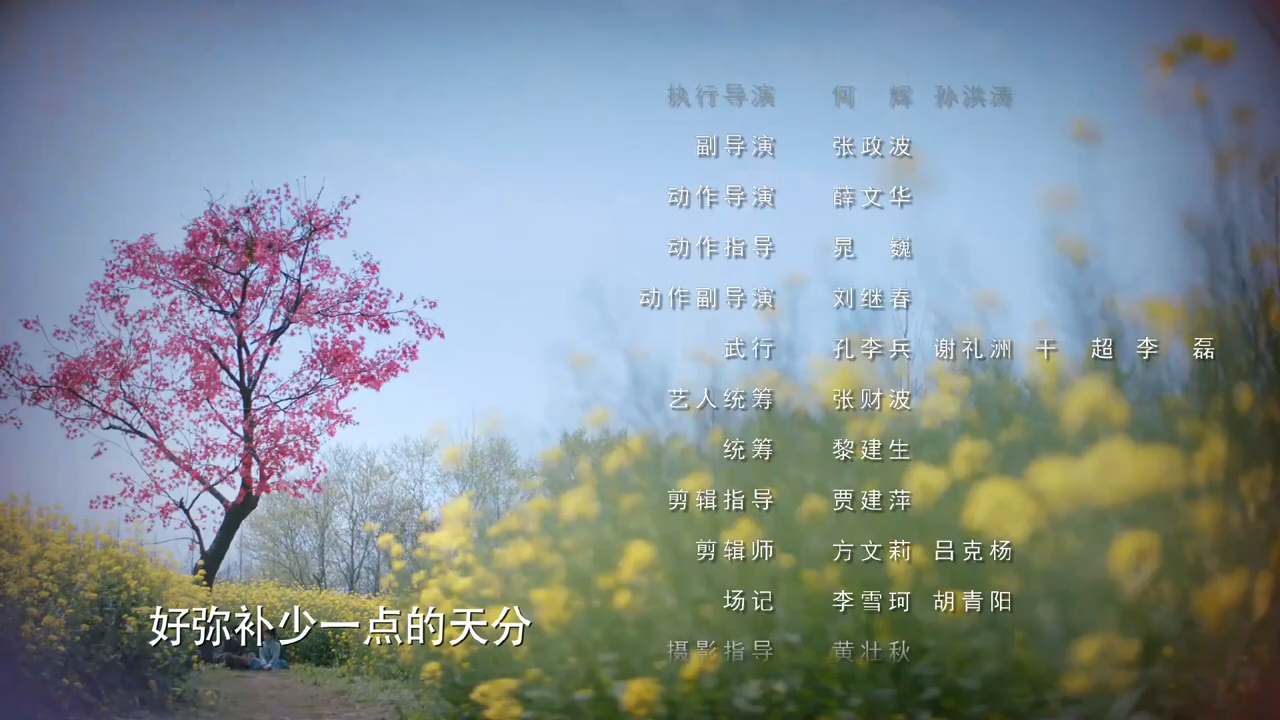 执行导演 何 辉 孙洪涛
副导演 张政波
动作导演 薛文华
动作指导 晁 巍
动作副导演 刘继春
武行 孔李兵 谢礼洲 干 超 李 磊
艺人统筹 张财波
统筹 黎建生
剪辑指导 贾建萍
剪辑师 方文莉 吕克杨
场记 李雪珂 胡青阳
好弥补少一点的天分
摄影指导 黄壮秋